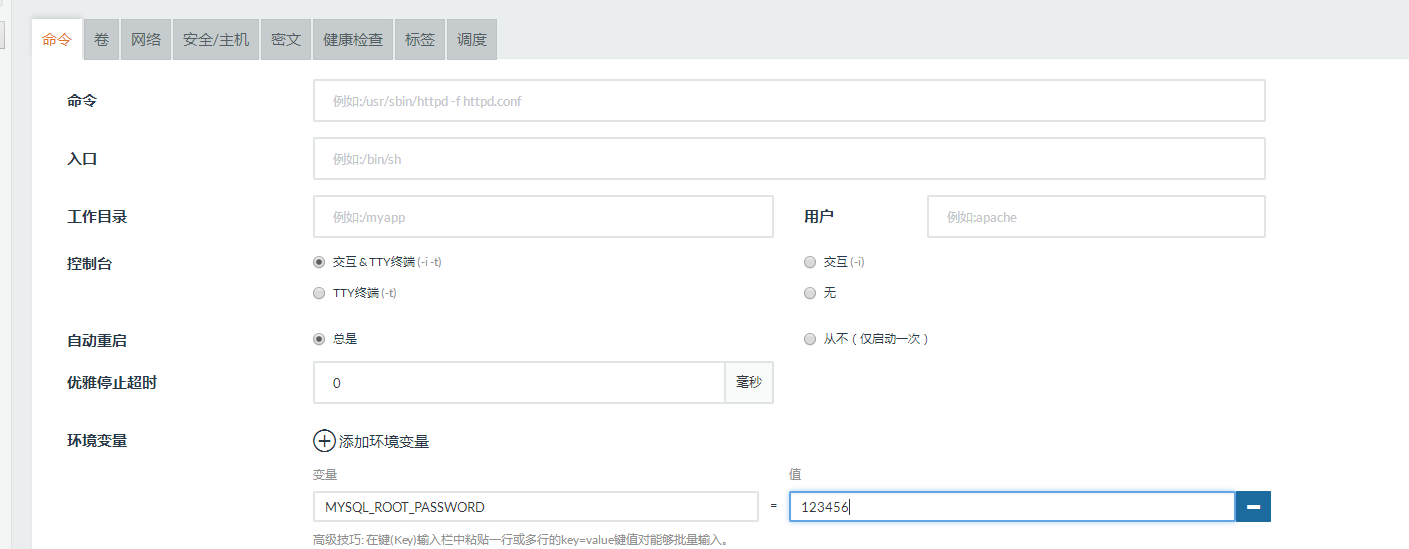 命令 卷 网络 安全/主机 密文 健康检查 标签 调度
命令 例如:/usr/sbin/httpd -f httpd.conf
入口 例如:/bin/sh
工作目录 例如:/myapp 用户 例如:apache
控制台 交互 & TTY终端 (-i -t) 交互 (-i)
TTY终端 (-t) 无
自动重启 总是 从不 ( 仅启动一次 )
优雅停止超时 0 毫秒
环境变量 添加环境变量
变量 值
MYSQL_ROOT_PASSWORD = 123456
高级技巧: 在键(Key)输入栏中粘贴一行或多行的key=value键值对能够批量输入。